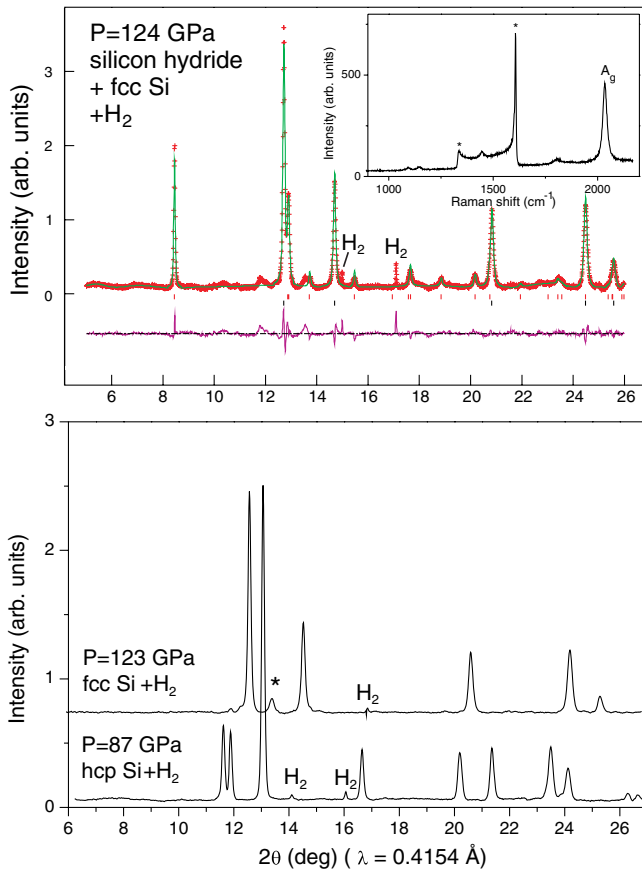 P=124 GPa
silicon hydride
+ fcc Si
+H2
Intensity (arb. units)
3
2
1
0
H2
H2
Intensity (arb. units)
500
0
*
*
Ag
1000 1500 2000
Raman shift (cm-1)
6 8 10 12 14 16 18 20 22 24 26
Intensity (arb. units)
3
2
1
0
P=123 GPa
fcc Si +H2
*
H2
P=87 GPa
hcp Si+H2
H2
H2
6 8 10 12 14 16 18 20 22 24 26
2θ (deg) ( λ = 0.4154 Å)